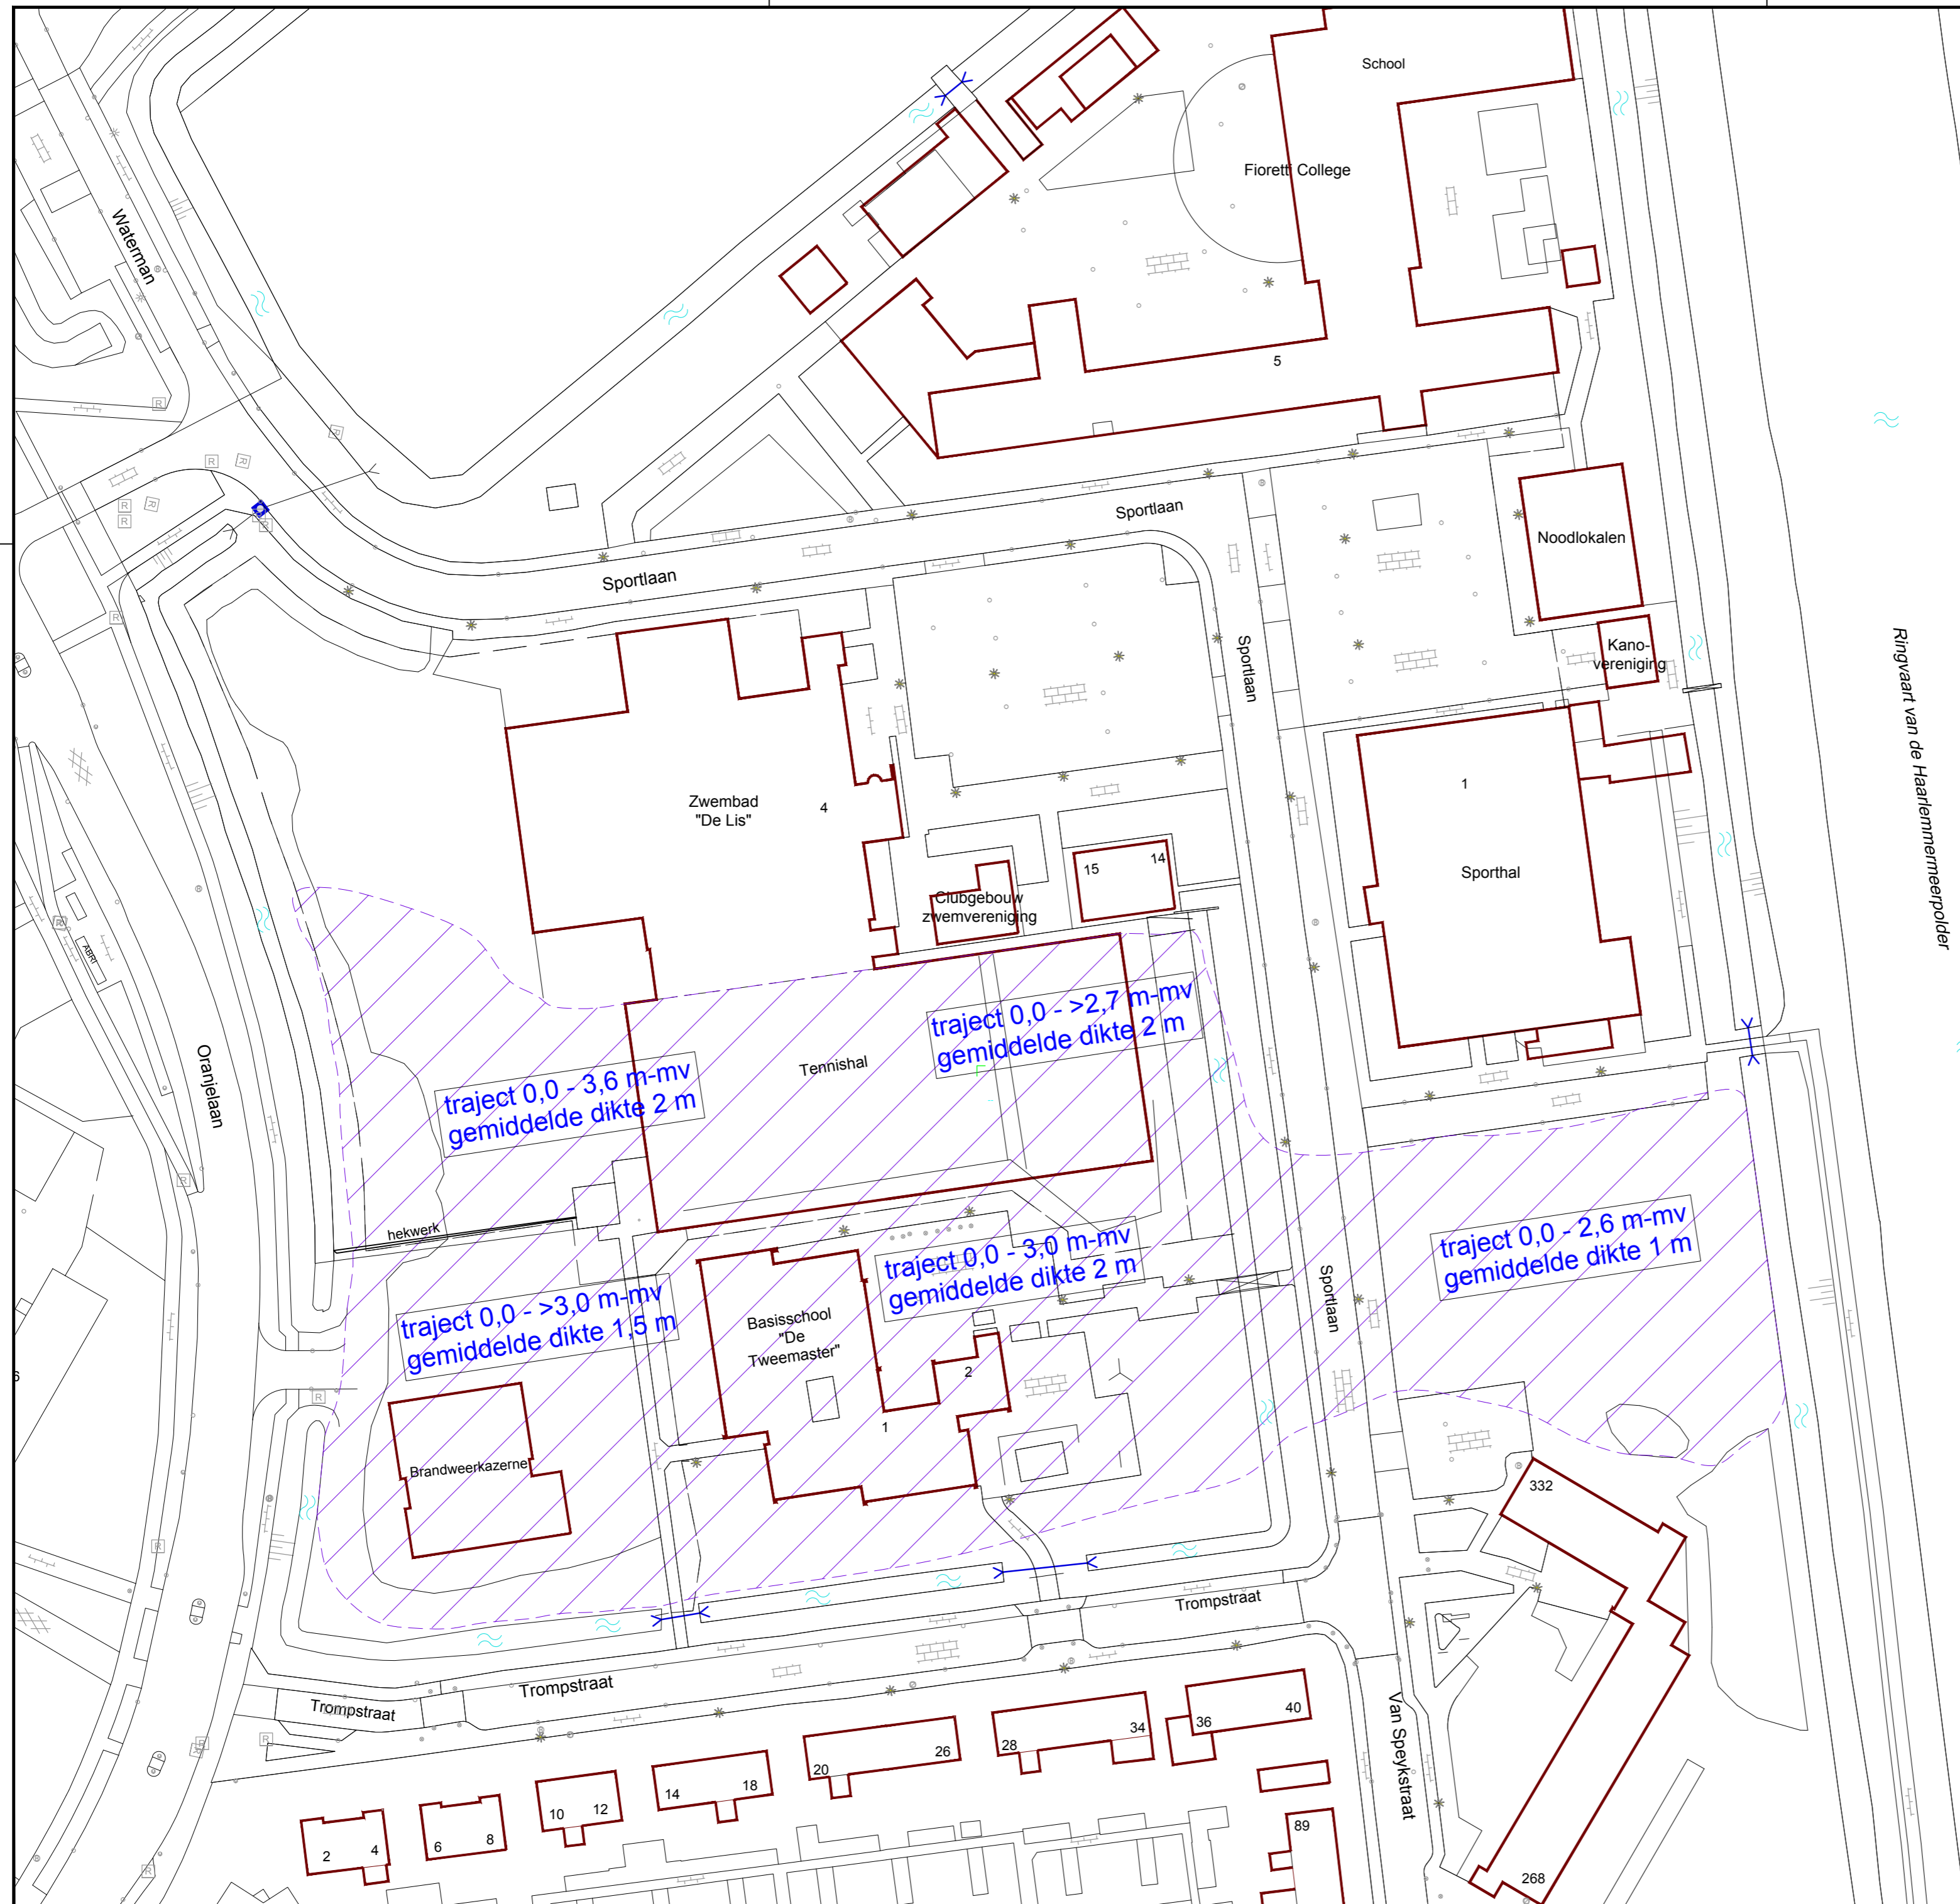 School
Fioretti College
Waterman
5
Sportlaan
Noodlokalen
Sportlaan
Sportlaan
Kano-
vereniging
Ringvaart van de Haarlemmermeerpolder
Zwembad
"De Lis"
4
1
Sporthal
15
14
Clubgebouw
zwemvereniging
ABRI
traject 0,0 - >2,7 m-mv
gemiddelde dikte 2 m
Tennishal
traject 0,0 - 3,6 m-mv
gemiddelde dikte 2 m
Oranjelaan
hekwerk
traject 0,0 - 3,0 m-mv
gemiddelde dikte 2 m
traject 0,0 - 2,6 m-mv
gemiddelde dikte 1 m
Sportlaan
traject 0,0 - >3,0 m-mv
gemiddelde dikte 1,5 m
Basisschool
"De
Tweemaster"
2
1
Brandweerkazerne
332
Trompstraat
Trompstraat
Trompstraat
Van Speykstraat
2
4
6
8
10
12
14
18
20
26
28
34
36
40
89
268